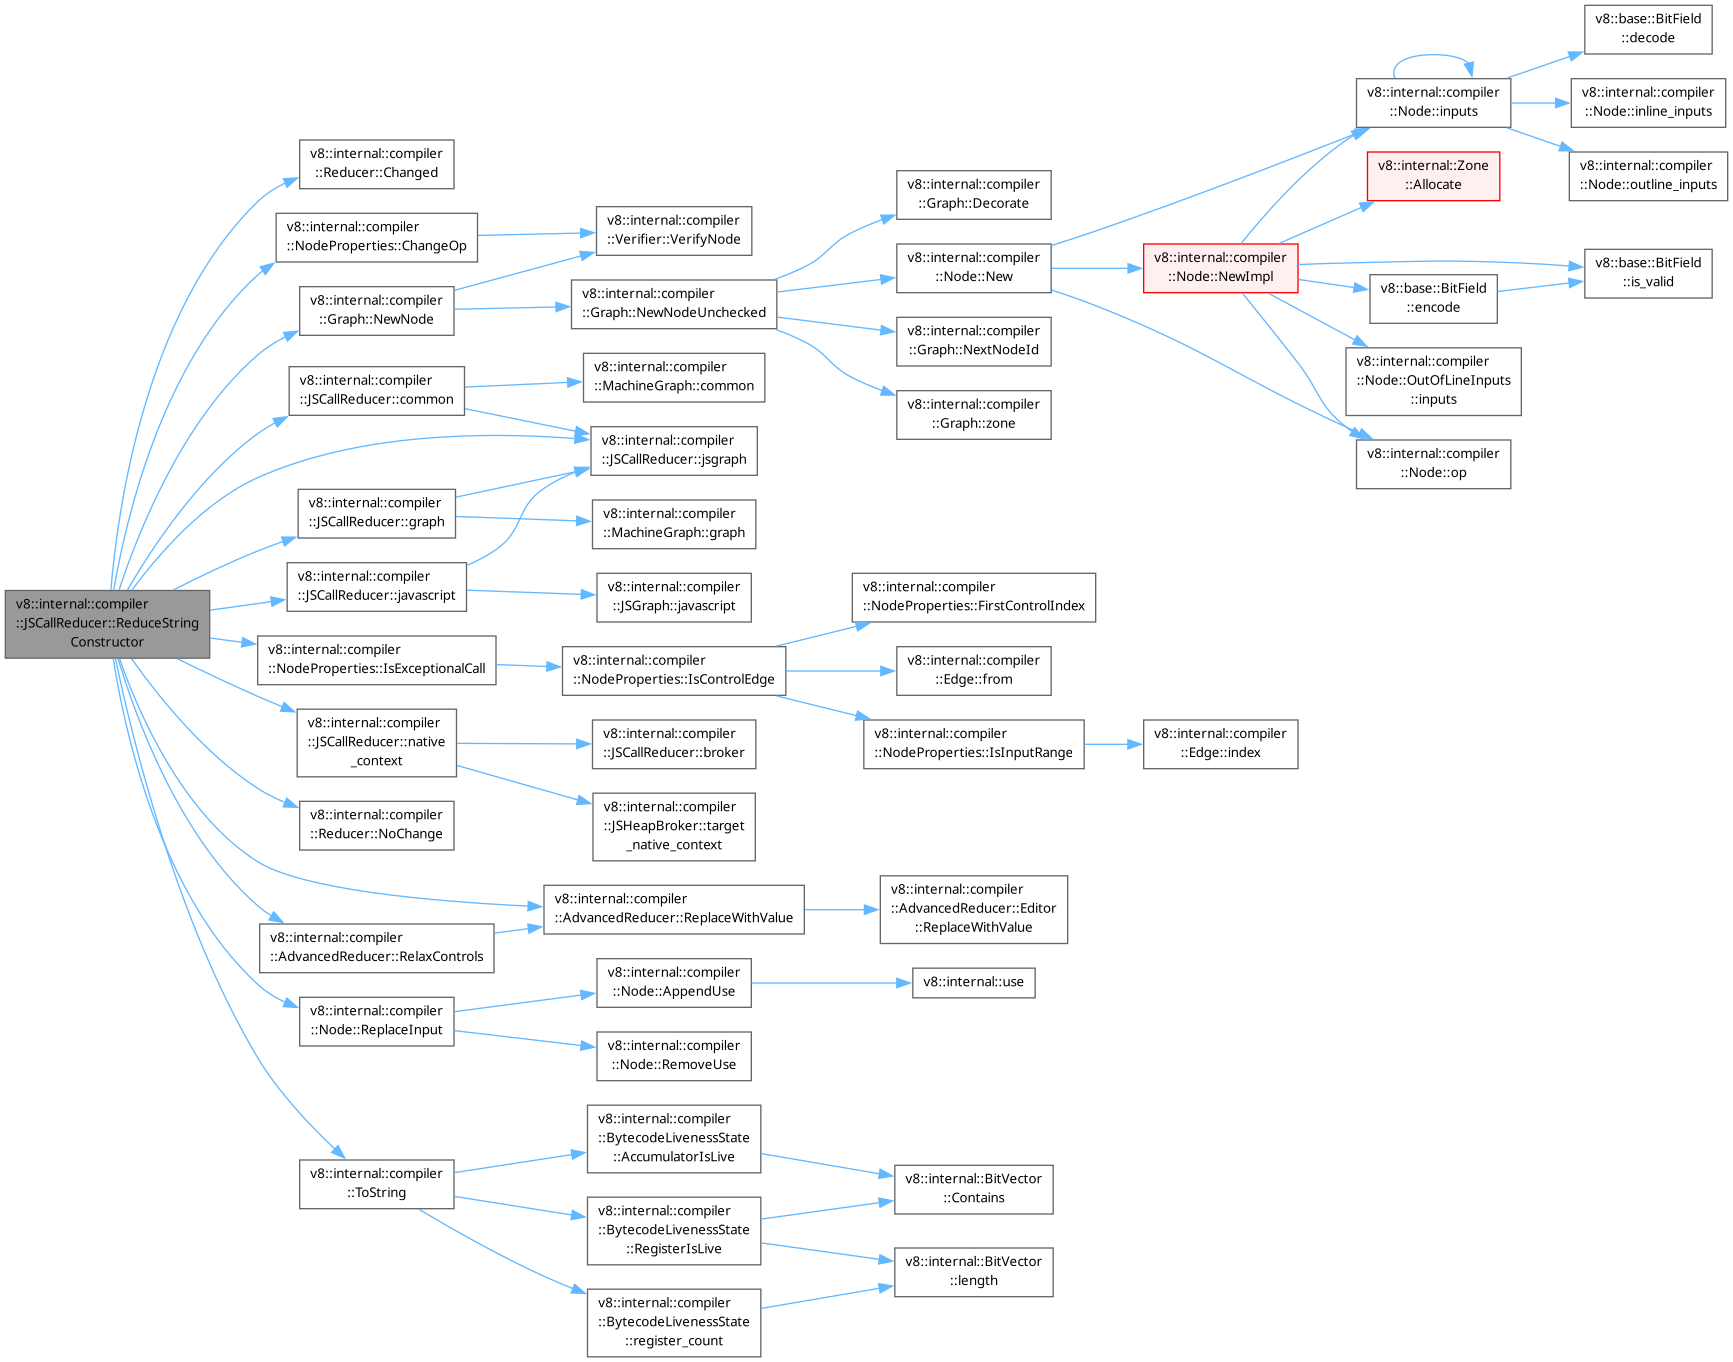 v8::internal::compiler
::JSCallReducer::ReduceString
Constructor
v8::internal::compiler
::Reducer::Changed
v8::internal::compiler
::NodeProperties::ChangeOp
v8::internal::compiler
::Graph::NewNode
v8::internal::compiler
::JSCallReducer::common
v8::internal::compiler
::JSCallReducer::graph
v8::internal::compiler
::JSCallReducer::javascript
v8::internal::compiler
::NodeProperties::IsExceptionalCall
v8::internal::compiler
::JSCallReducer::native
_context
v8::internal::compiler
::Reducer::NoChange
v8::internal::compiler
::AdvancedReducer::RelaxControls
v8::internal::compiler
::Node::ReplaceInput
v8::internal::compiler
::ToString
v8::internal::compiler
::Verifier::VerifyNode
v8::internal::compiler
::Graph::NewNodeUnchecked
v8::internal::compiler
::MachineGraph::common
v8::internal::compiler
::JSCallReducer::jsgraph
v8::internal::compiler
::MachineGraph::graph
v8::internal::compiler
::JSGraph::javascript
v8::internal::compiler
::NodeProperties::IsControlEdge
v8::internal::compiler
::JSCallReducer::broker
v8::internal::compiler
::JSHeapBroker::target
_native_context
v8::internal::compiler
::AdvancedReducer::ReplaceWithValue
v8::internal::compiler
::Node::AppendUse
v8::internal::compiler
::Node::RemoveUse
v8::internal::compiler
::BytecodeLivenessState
::AccumulatorIsLive
v8::internal::compiler
::BytecodeLivenessState
::RegisterIsLive
v8::internal::compiler
::BytecodeLivenessState
::register_count
v8::internal::compiler
::Graph::Decorate
v8::internal::compiler
::Node::New
v8::internal::compiler
::Graph::NextNodeId
v8::internal::compiler
::Graph::zone
v8::internal::compiler
::NodeProperties::FirstControlIndex
v8::internal::compiler
::Edge::from
v8::internal::compiler
::NodeProperties::IsInputRange
v8::internal::compiler
::AdvancedReducer::Editor
::ReplaceWithValue
v8::internal::use
v8::internal::BitVector
::Contains
v8::internal::BitVector
::length
v8::internal::compiler
::Node::NewImpl
v8::internal::compiler
::Edge::index
v8::internal::compiler
::Node::inputs
v8::internal::Zone
::Allocate
v8::base::BitField
::encode
v8::internal::compiler
::Node::OutOfLineInputs
::inputs
v8::internal::compiler
::Node::op
v8::base::BitField
::decode
v8::internal::compiler
::Node::inline_inputs
v8::internal::compiler
::Node::outline_inputs
v8::base::BitField
::is_valid